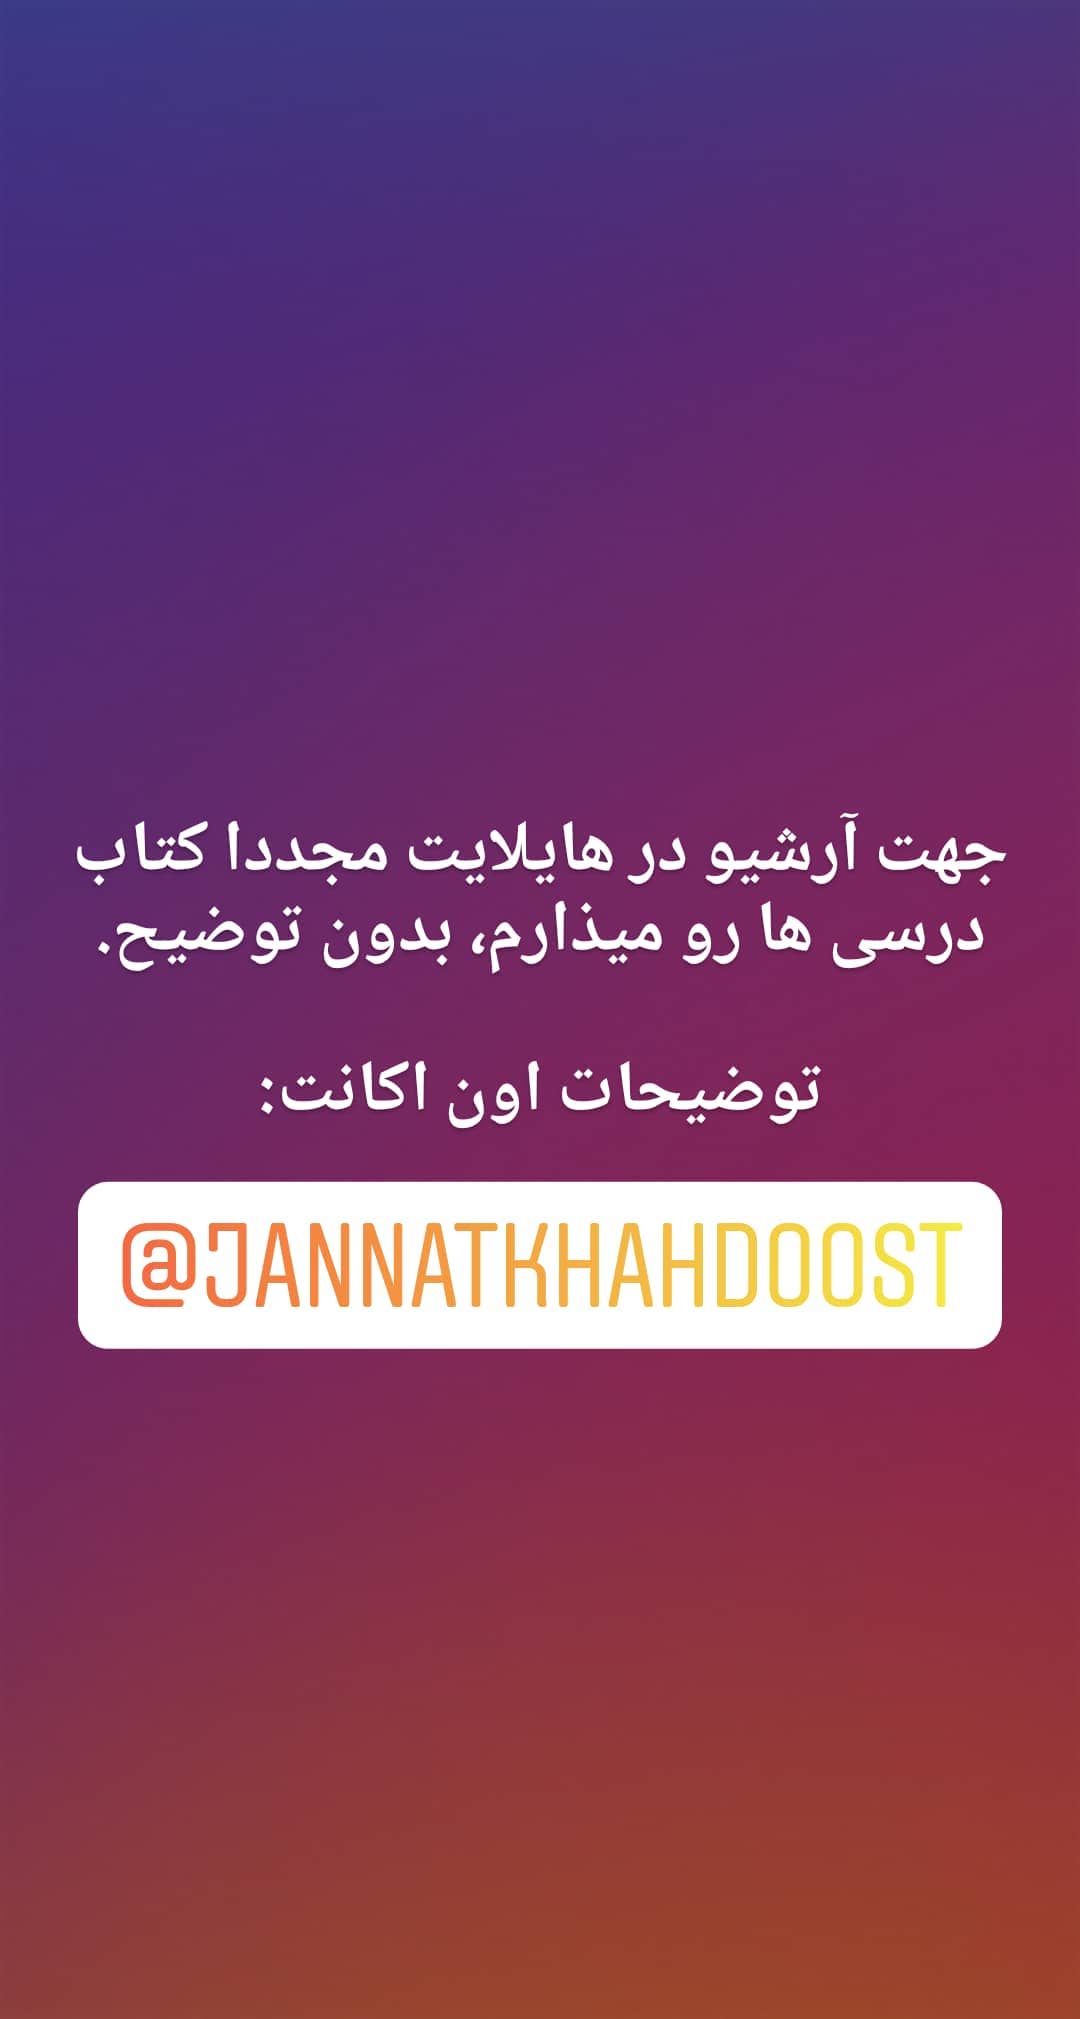 جهت آرشیو در هایلایت مجددا کتاب
درسی ها رو میذارم، بدون توضیح.
توضیحات اون اکانت:
@JANNATKHAHDOOST